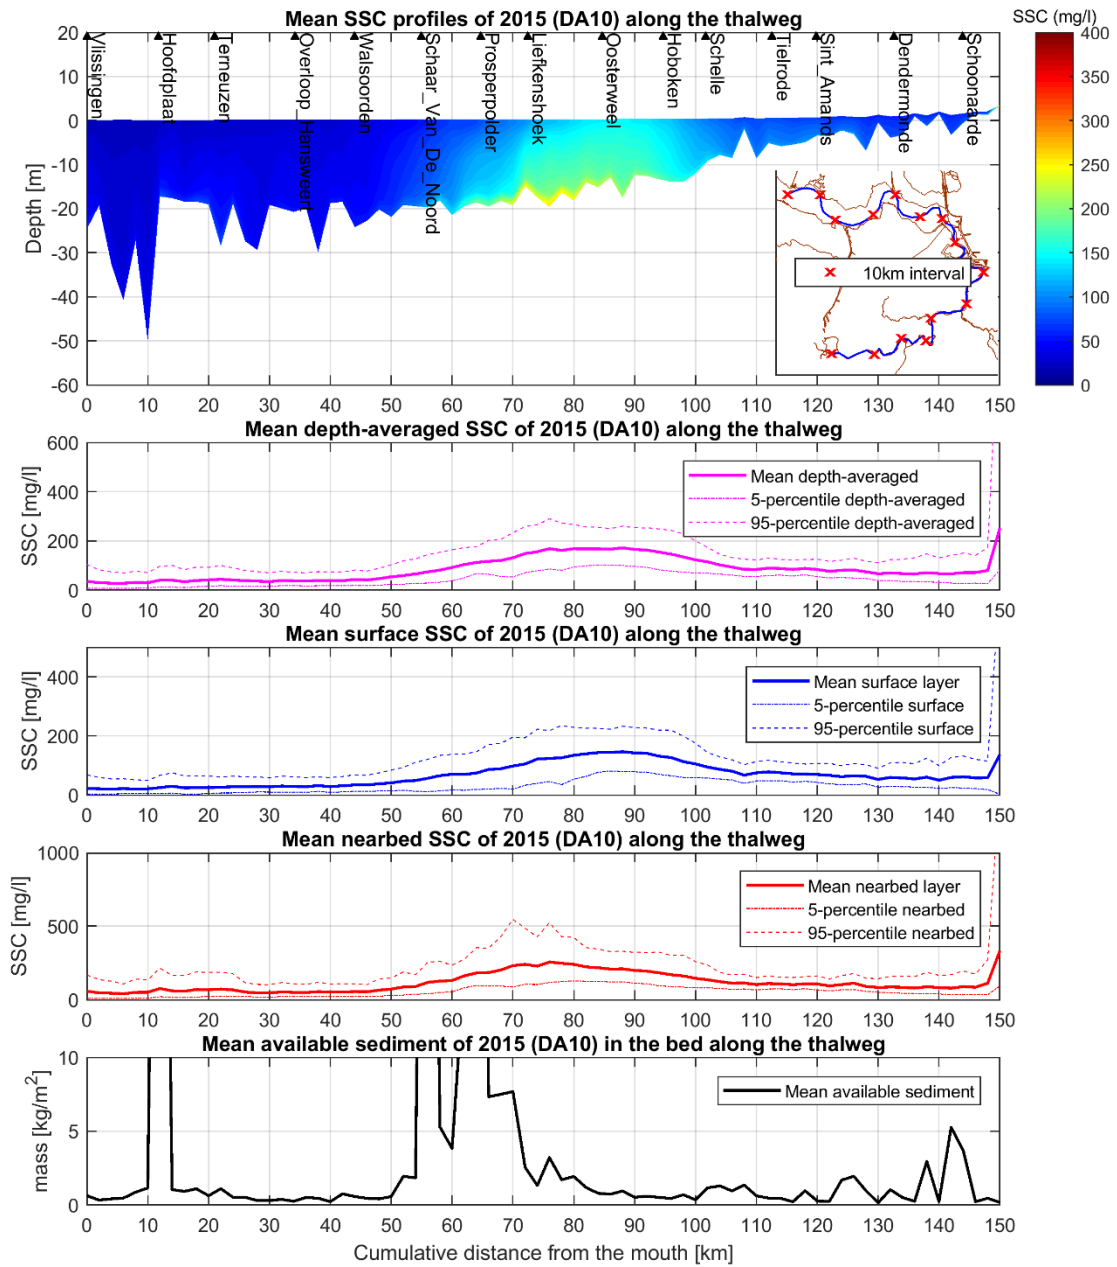 Mean SSC profiles of 2015 (DA10) along the thalweg
SSC (mg/l)
20
10
0
-10
-20
-30
-40
-50
-60
Depth [m]
Vlissingen
Hoofdplaat
Terneuzen
Overloop_Hansweert
Walsoorden
Schaar_Van_De_Noord
Prosperpolder
Liefkenshoek
Oosterweel
Hoboken
Schelle
Tielrode
Sint_Amands
Dendermonde
Schoonaarde
10km interval
400
350
300
250
200
150
100
50
0
0 10 20 30 40 50 60 70 80 90 100 110 120 130 140 150
Mean depth-averaged SSC of 2015 (DA10) along the thalweg
600
400
200
0
SSC [mg/l]
Mean depth-averaged
5-percentile depth-averaged
95-percentile depth-averaged
0 10 20 30 40 50 60 70 80 90 100 110 120 130 140 150
Mean surface SSC of 2015 (DA10) along the thalweg
400
200
0
SSC [mg/l]
Mean surface layer
5-percentile surface
95-percentile surface
0 10 20 30 40 50 60 70 80 90 100 110 120 130 140 150
Mean nearbed SSC of 2015 (DA10) along the thalweg
1000
500
0
SSC [mg/l]
Mean nearbed layer
5-percentile nearbed
95-percentile nearbed
0 10 20 30 40 50 60 70 80 90 100 110 120 130 140 150
Mean available sediment of 2015 (DA10) in the bed along the thalweg
10
5
0
mass [kg/m²]
Mean available sediment
0 10 20 30 40 50 60 70 80 90 100 110 120 130 140 150
Cumulative distance from the mouth [km]